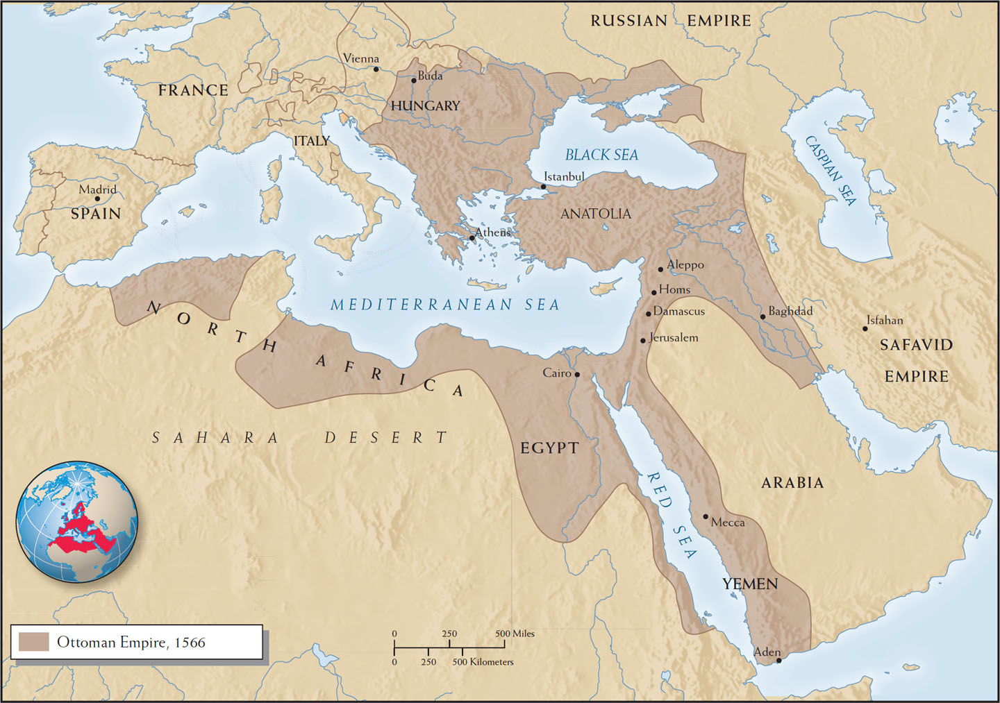 RUSSIAN EMPIRE
Vienna
Buda
FRANCE
HUNGARY
ITALY
CASPIAN SEA
BLACK SEA
Istanbul
Madrid
SPAIN
ANATOLIA
Athens
Aleppo
Homs
MEDITERRANEAN SEA
Damascus
Baghdad
Isfahan
Jerusalem
SAFAVID
EMPIRE
NORTH AFRICA
Cairo
SAHARA DESERT
EGYPT
RED SEA
ARABIA
Mecca
YEMEN
Aden
Ottoman Empire, 1566
0 250 500 Miles
0 250 500 Kilometers